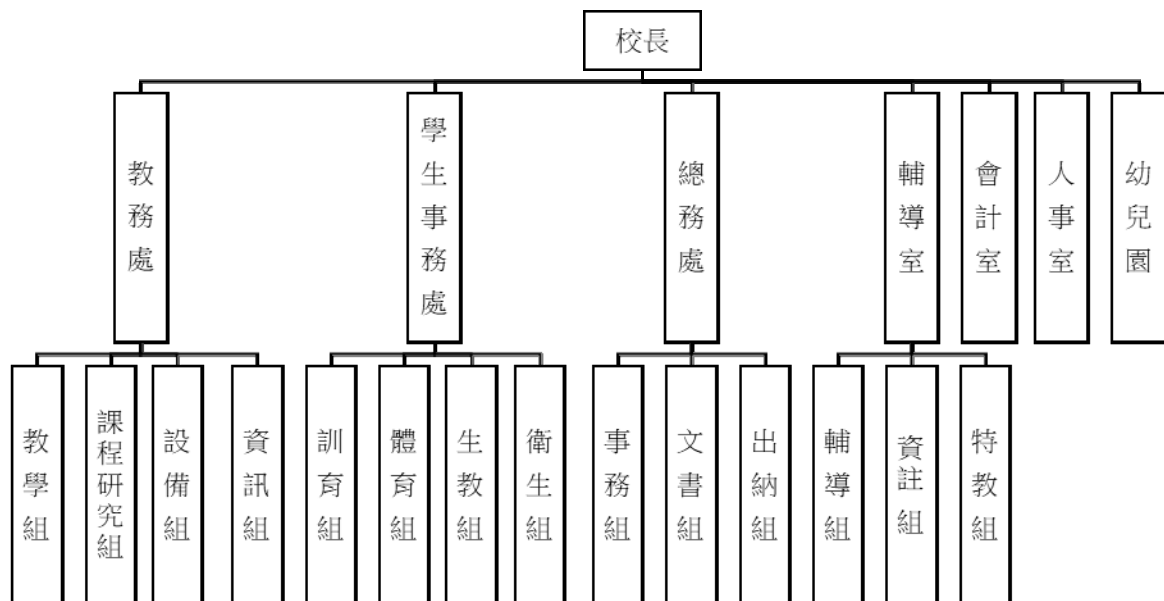 校長
教務處
學生事務處
總務處
輔導室
會計室
人事室
幼兒園
教學組
課程研究組
設備組
資訊組
訓育組
體育組
生教組
衛生組
事務組
文書組
出納組
輔導組
資註組
特教組